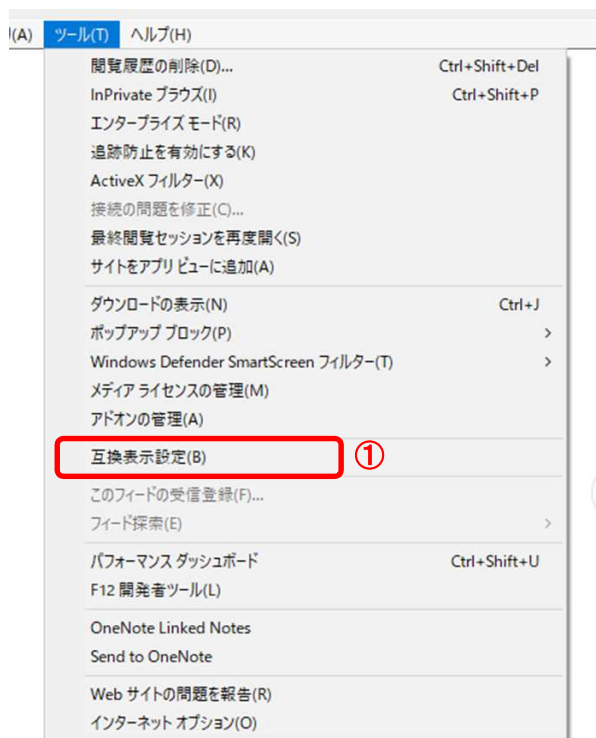 (A) ツール(T) ヘルプ(H)
閲覧履歴の削除(D)... Ctrl+Shift+Del
InPrivate ブラウズ(I) Ctrl+Shift+P
エンタープライズ モード(R)
追跡防止を有効にする(K)
ActiveX フィルター(X)
接続の問題を修正(C)...
最終閲覧セッションを再度開く(S)
サイトをアプリ ビューに追加(A)
ダウンロードの表示(N) Ctrl+J
ポップアップ ブロック(P)
Windows Defender SmartScreen フィルター(T)
メディア ライセンスの管理(M)
アドオンの管理(A)
互換表示設定(B) ①
このフィードの受信登録(F)...
フィード探索(E)
パフォーマンス ダッシュボード Ctrl+Shift+U
F12 開発者ツール(L)
OneNote Linked Notes
Send to OneNote
Web サイトの問題を報告(R)
インターネット オプション(O)